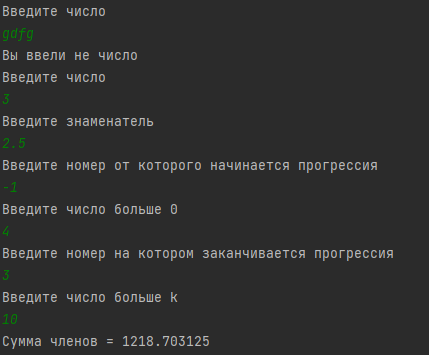 Введите число
gdfg
Вы ввели не число
Введите число
3
Введите знаменатель
2.5
Введите номер от которого начинается прогрессия
-1
Введите число больше 0
4
Введите номер на котором заканчивается прогрессия
3
Введите число больше k
10
Сумма членов = 1218.703125